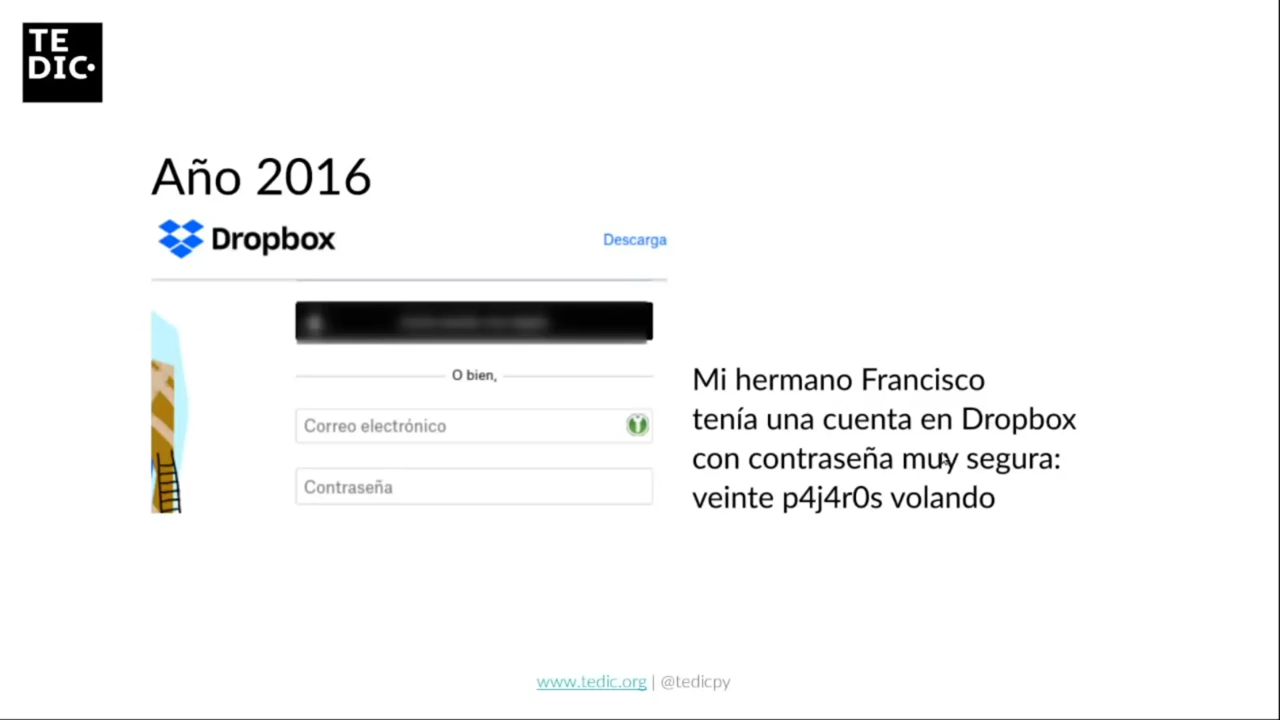 TE
DIC
Año 2016
Dropbox
Descarga
O bien,
Correo electrónico
Contraseña
Mi hermano Francisco
tenía una cuenta en Dropbox
con contraseña muy segura:
veinte p4j4r0s volando
www.tedic.org | @tedicpy